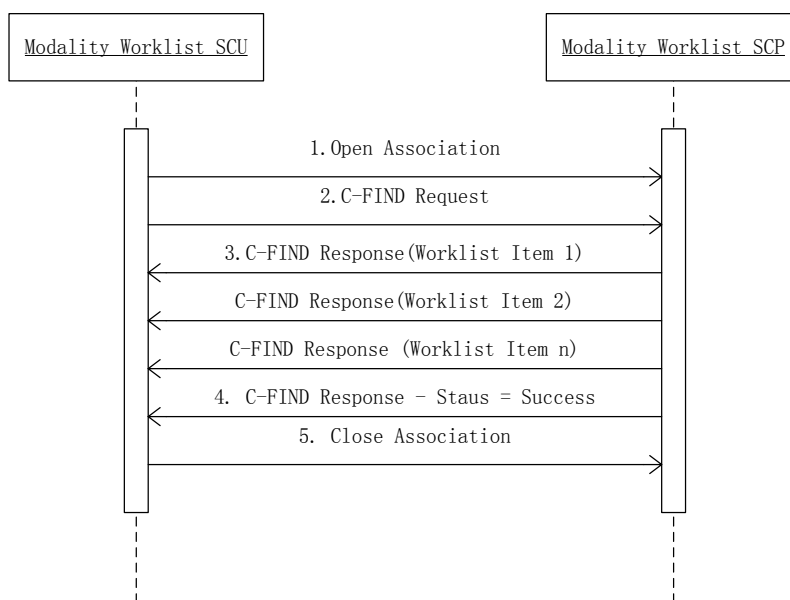 Modality Worklist SCU
Modality Worklist SCP
1.Open Association
2.C-FIND Request
3.C-FIND Response(Worklist Item 1)
C-FIND Response(Worklist Item 2)
C-FIND Response (Worklist Item n)
4. C-FIND Response - Staus = Success
5. Close Association